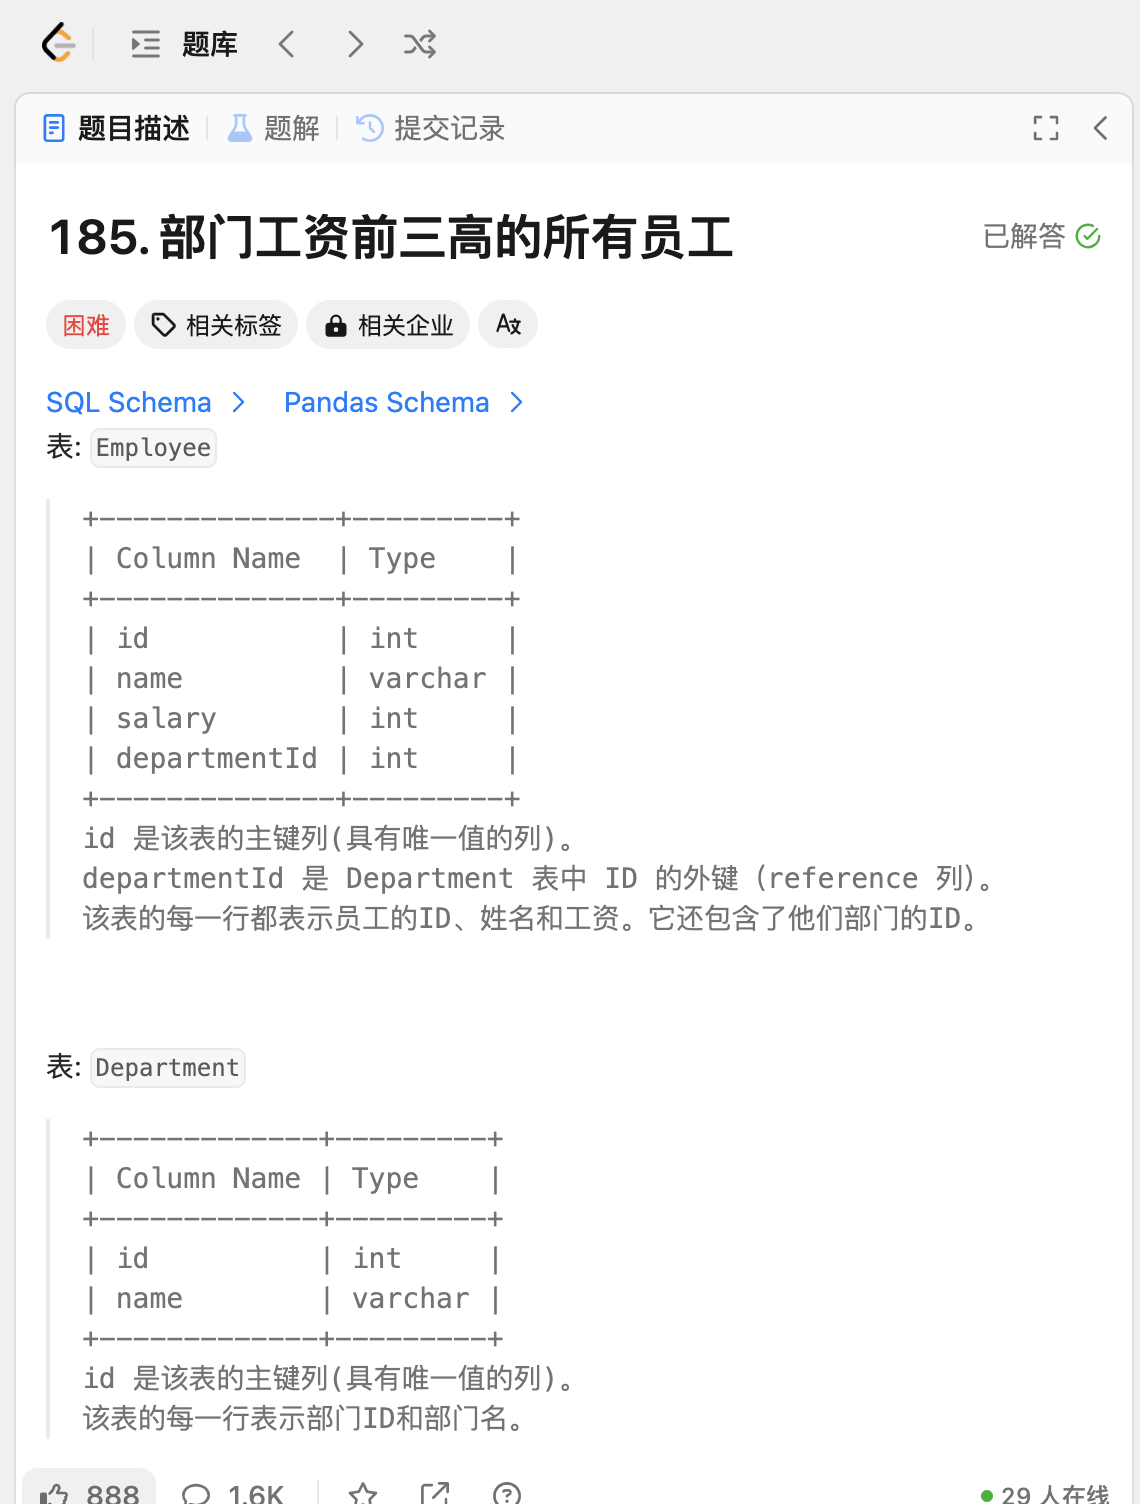 题库
题目描述 题解 提交记录
185. 部门工资前三高的所有员工 已解答
困难 相关标签 相关企业
SQL Schema Pandas Schema
表: Employee
+--------------+---------+
| Column Name  | Type    |
+--------------+---------+
| id           | int     |
| name         | varchar |
| salary       | int     |
| departmentId | int     |
+--------------+---------+
id 是该表的主键列(具有唯一值的列)。
departmentId 是 Department 表中 ID 的外键（reference 列）。
该表的每一行都表示员工的ID、姓名和工资。它还包含了他们部门的ID。
表: Department
+-------------+---------+
| Column Name | Type    |
+-------------+---------+
| id          | int     |
| name        | varchar |
+-------------+---------+
id 是该表的主键列(具有唯一值的列)。
该表的每一行表示部门ID和部门名。
888 1.6K 29 人在线